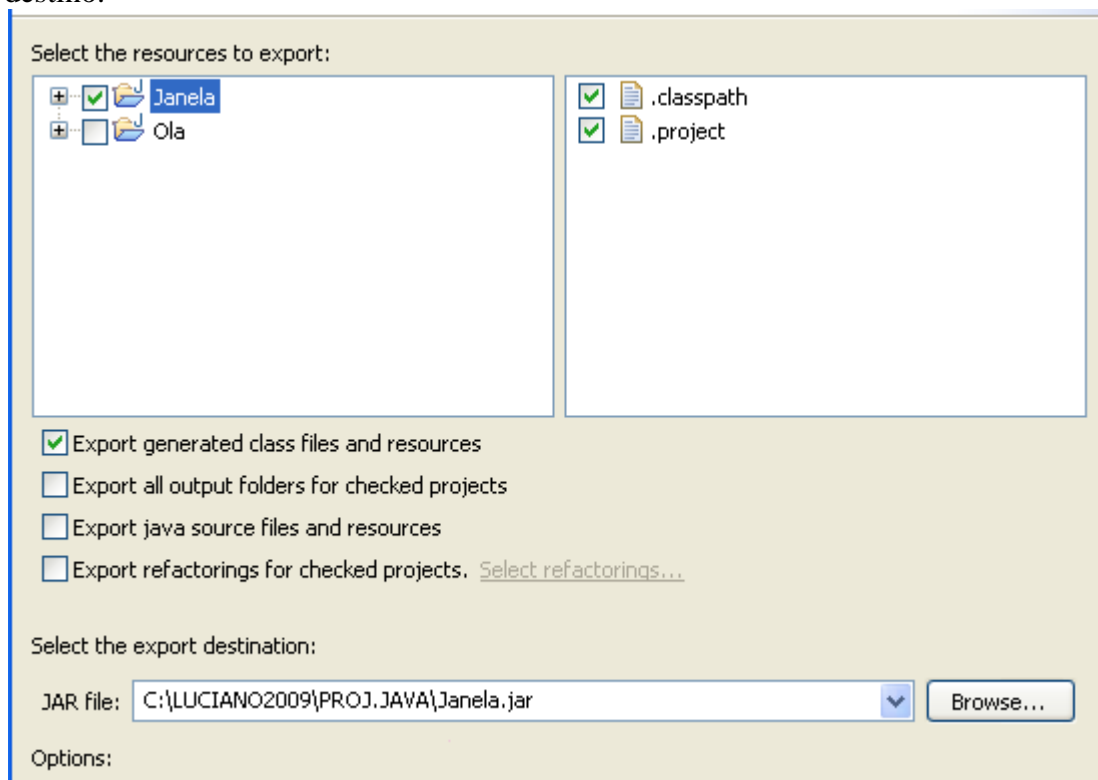 destino:
Select the resources to export:
Janela
Ola
.classpath
.project
Export generated class files and resources
Export all output folders for checked projects
Export java source files and resources
Export refactorings for checked projects. Select refactorings...
Select the export destination:
JAR file: C:\LUCIANO2009\PROJ.JAVA\Janela.jar Browse...
Options: